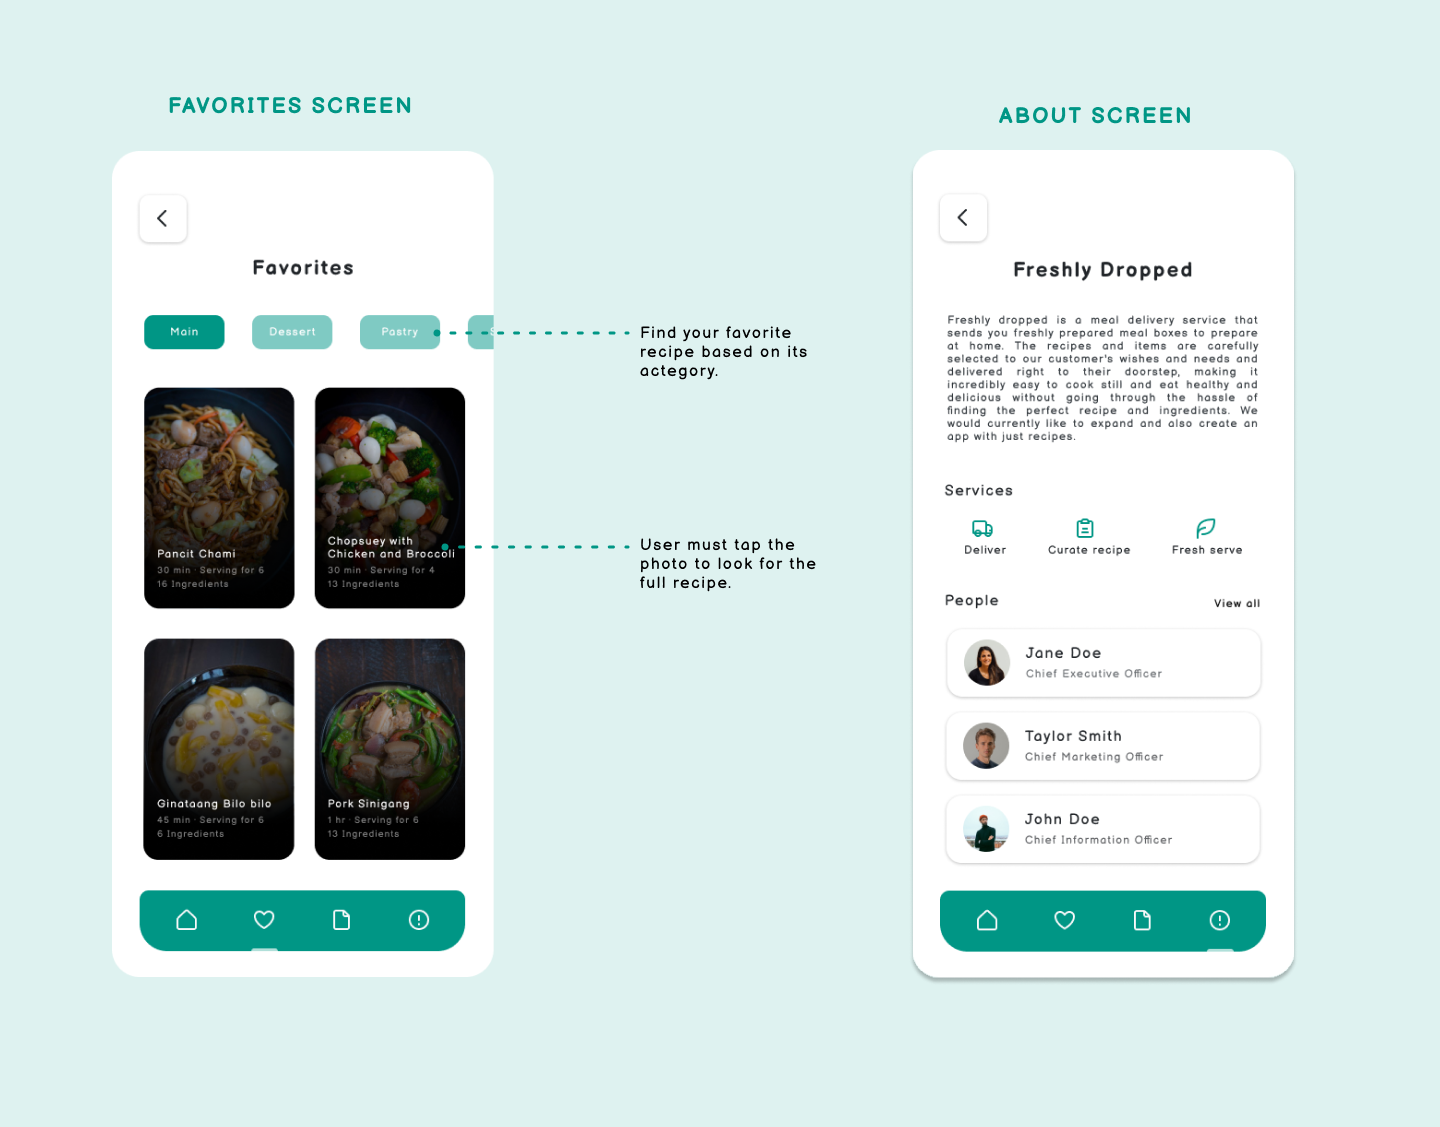 FAVORITES SCREEN
Favorites
Main
Dessert
Pastry
S
Find your favorite
recipe based on its
actegory.
Pancit Chami
30 min · Serving for 6
16 Ingredients
Chopsuey with
Chicken and Broccoli
30 min · Serving for 4
13 Ingredients
User must tap the
photo to look for the
full recipe.
Ginataang Bilo bilo
45 min · Serving for 6
6 Ingredients
Pork Sinigang
1 hr · Serving for 6
13 Ingredients
ABOUT SCREEN
Freshly Dropped
Freshly dropped is a meal delivery service that
sends you freshly prepared meal boxes to prepare
at home. The recipes and items are carefully
selected to our customer's wishes and needs and
delivered right to their doorstep, making it
incredibly easy to cook still and eat healthy and
delicious without going through the hassle of
finding the perfect recipe and ingredients. We
would currently like to expand and also create an
app with just recipes.
Services
Deliver
Curate recipe
Fresh serve
People
View all
Jane Doe
Chief Executive Officer
Taylor Smith
Chief Marketing Officer
John Doe
Chief Information Officer